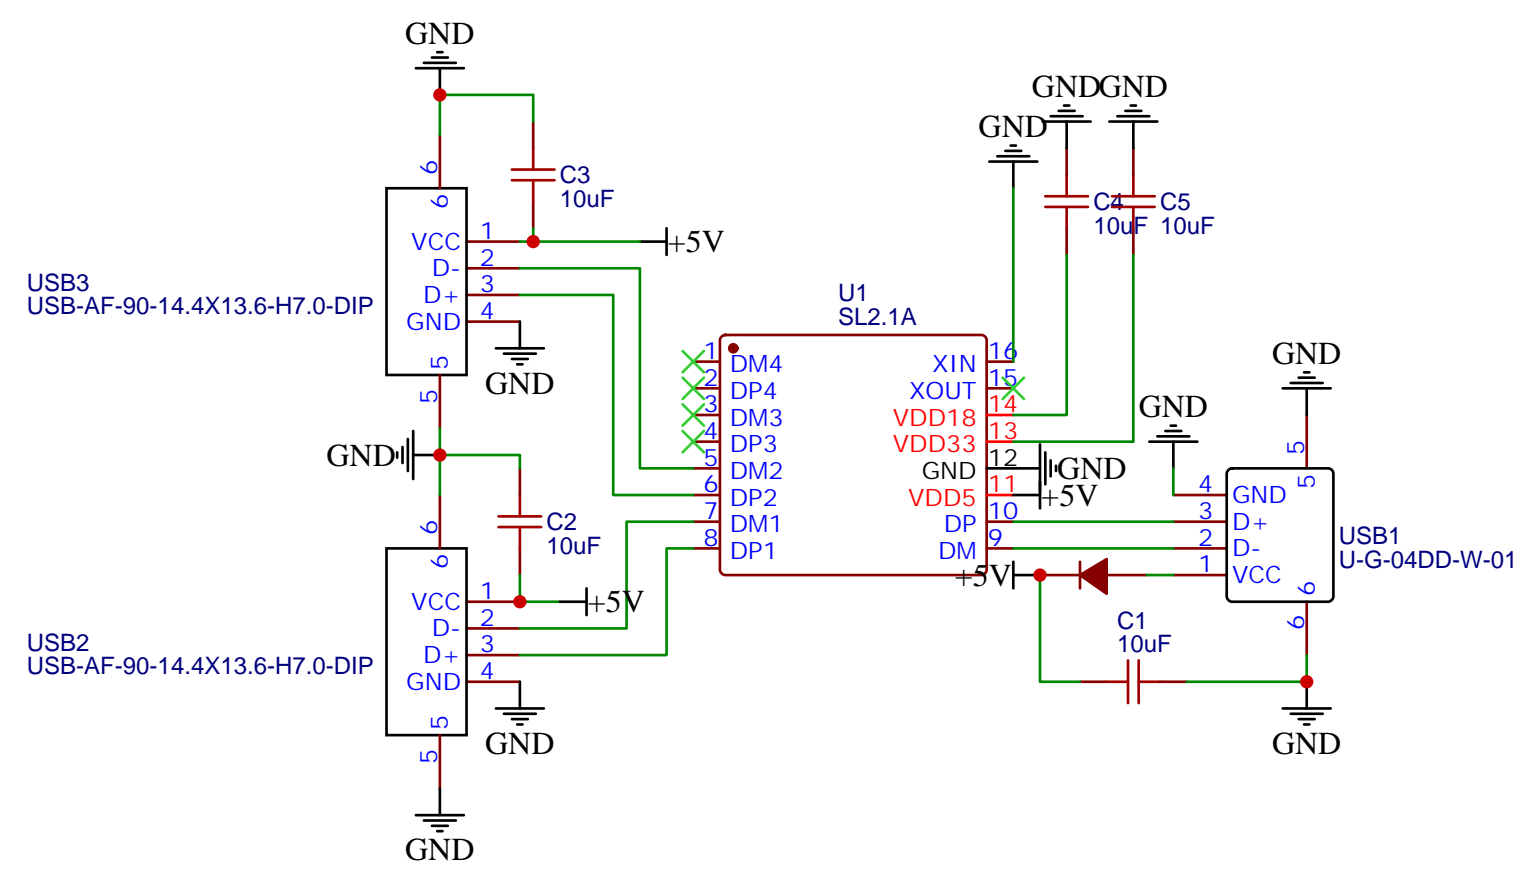 GND
6
6
C3
10uF
VCC 1
+5V
D- 2
D+ 3
GND 4
GND
5
5
USB3
USB-AF-90-14.4X13.6-H7.0-DIP
GND
6
6
C2
10uF
VCC 1
+5V
D- 2
D+ 3
GND 4
GND
5
5
GND
USB2
USB-AF-90-14.4X13.6-H7.0-DIP
U1
SL2.1A
1 DM4
2 DP4
3 DM3
4 DP3
5 DM2
6 DP2
7 DM1
8 DP1
XIN 16
XOUT 15
VDD18 14
VDD33 13
GND 12
VDD5 11
DP 10
DM 9
GND
GND
GND
C4
10uF
C5
10uF
GND
+5V
+5V
GND
GND
5
5
4 GND
3 D+
2 D-
1 VCC
6
6
USB1
U-G-04DD-W-01
C1
10uF
GND